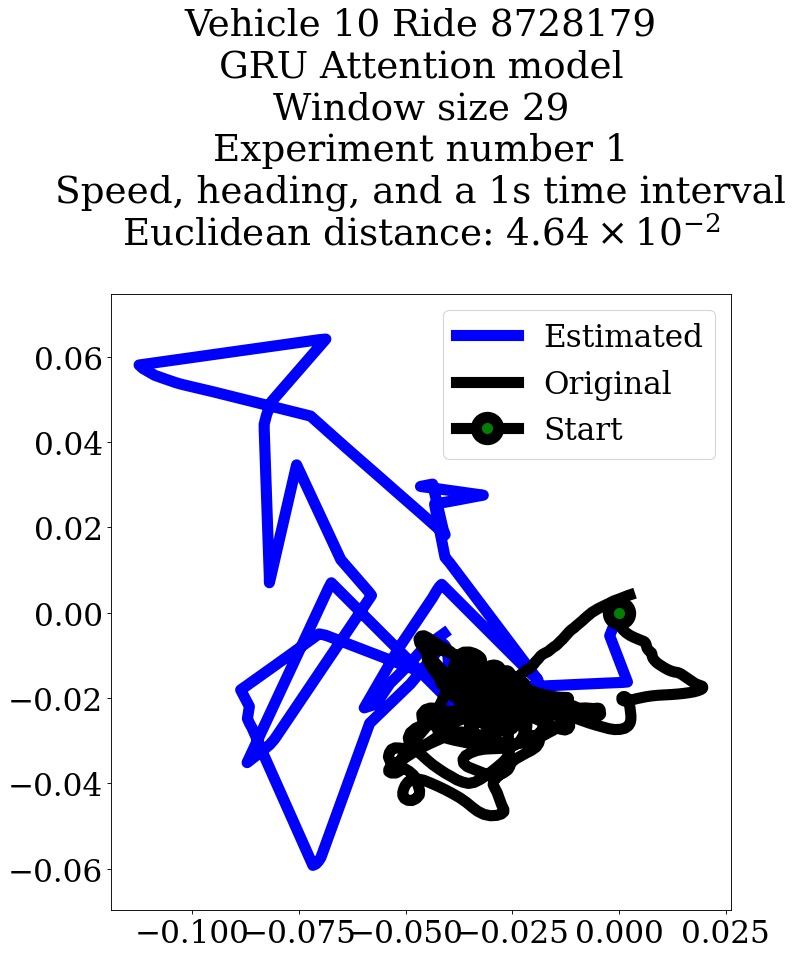 Vehicle 10 Ride 8728179
GRU Attention model
Window size 29
Experiment number 1
Speed, heading, and a 1s time interval
Euclidean distance: 4.64 × 10⁻²
Estimated
Original
Start
0.06
0.04
0.02
0.00
−0.02
−0.04
−0.06
−0.100 −0.075 −0.050 −0.025 0.000 0.025